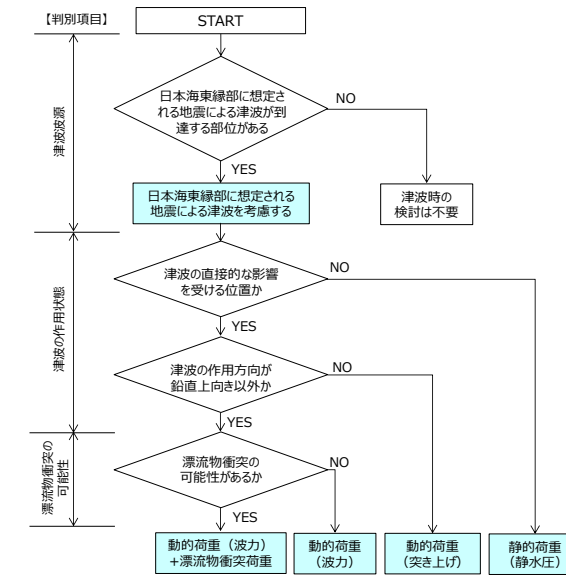 【判別項目】
START
日本海東縁部に想定さ
れる地震による津波が到
達する部位がある
NO
YES
津波波源
日本海東縁部に想定される
地震による津波を考慮する
津波時の
検討は不要
津波の直接的な影響
を受ける位置か
NO
YES
津波の作用状態
津波の作用方向が
鉛直上向き以外か
NO
YES
漂流物衝突の
可能性
漂流物衝突の
可能性があるか
NO
YES
動的荷重（波力）
+漂流物衝突荷重
動的荷重
（波力）
動的荷重
（突き上げ）
静的荷重
（静水圧）